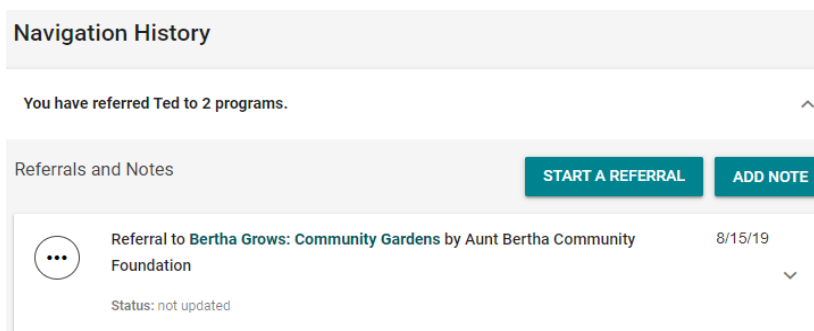 Navigation History
You have referred Ted to 2 programs.
Referrals and Notes
START A REFERRAL
ADD NOTE
Referral to Bertha Grows: Community Gardens by Aunt Bertha Community
8/15/19
Foundation
Status: not updated